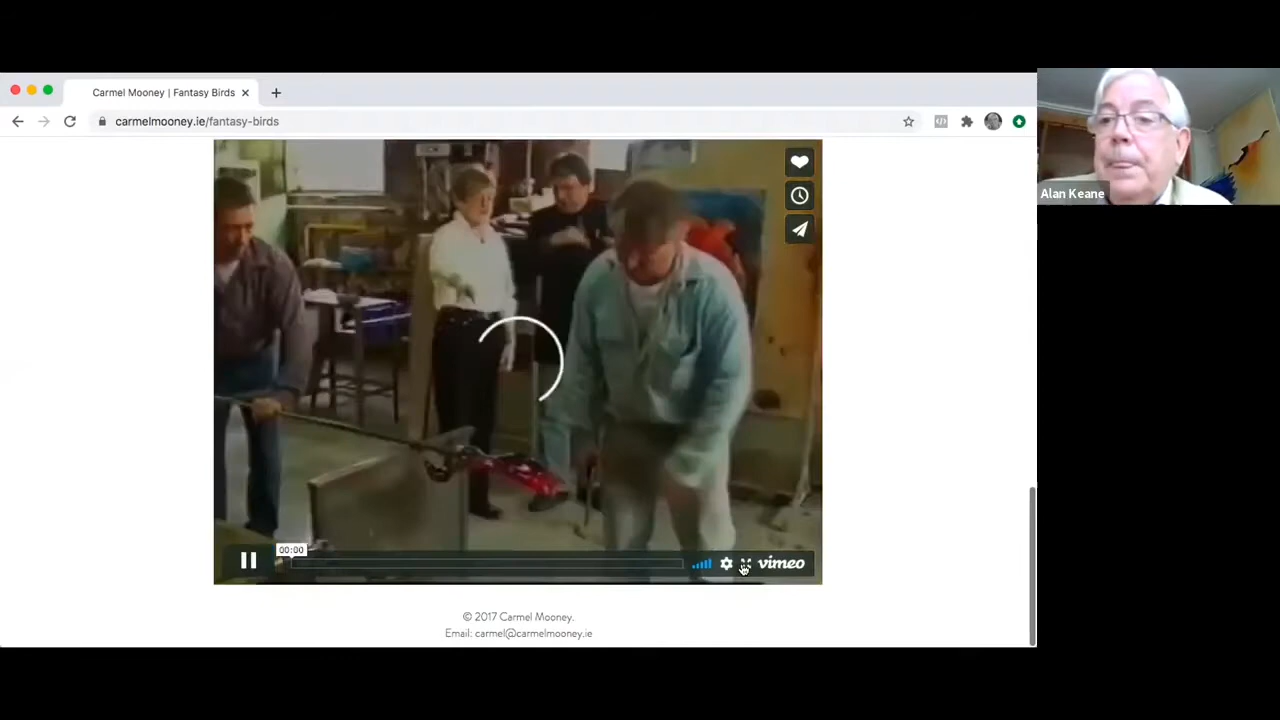 Carmel Mooney | Fantasy Birds
carmelmooney.ie/fantasy-birds
Alan Keane
00:00
vimeo
© 2017 Carmel Mooney.
Email: carmel@carmelmooney.ie